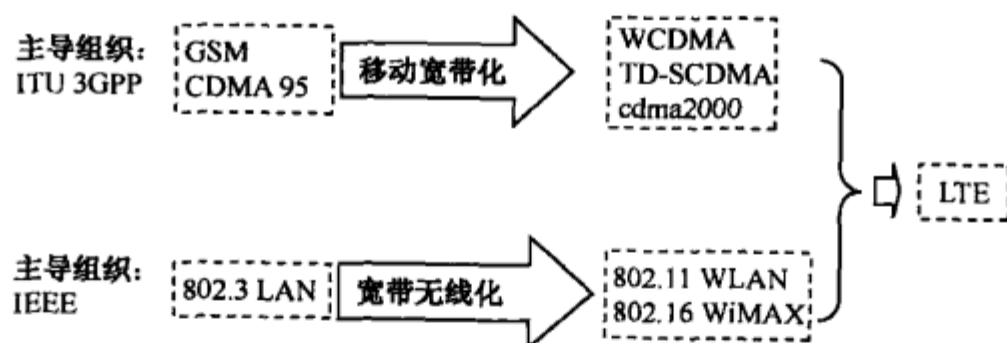 主导组织：
ITU 3GPP
GSM
CDMA 95
移动宽带化
WCDMA
TD-SCDMA
cdma2000
LTE
主导组织：
IEEE
802.3 LAN
宽带无线化
802.11 WLAN
802.16 WiMAX